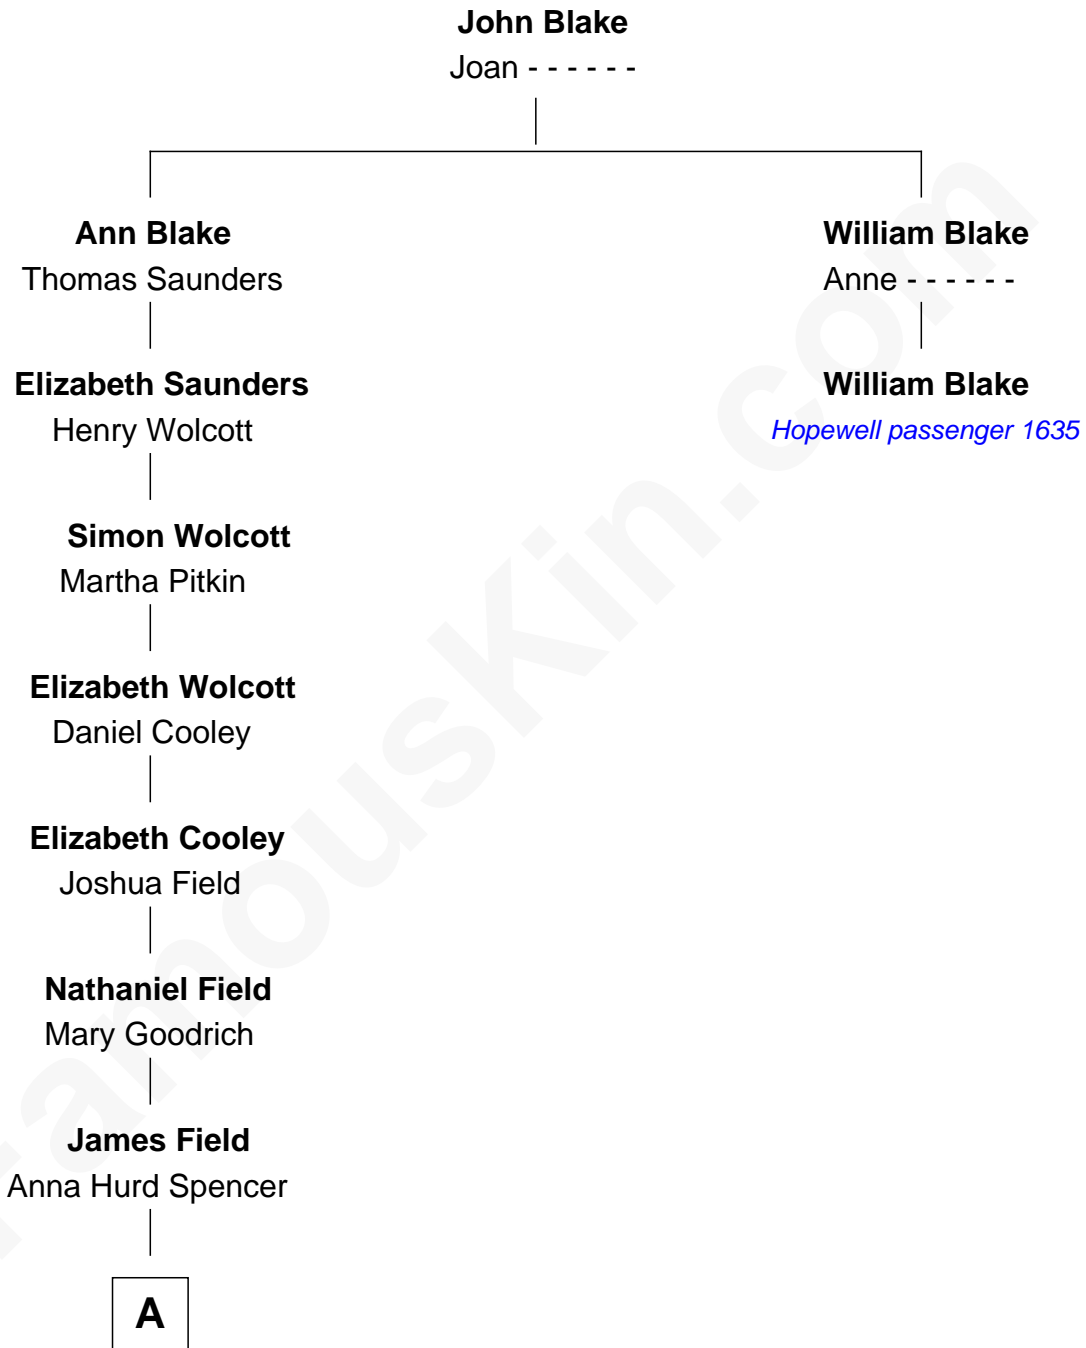 John Blake
Joan - - - - - -
Ann Blake
Thomas Saunders
William Blake
Anne - - - - - -
Elizabeth Saunders
Henry Wolcott
William Blake
Hopewell passenger 1635
Simon Wolcott
Martha Pitkin
Elizabeth Wolcott
Daniel Cooley
Elizabeth Cooley
Joshua Field
Nathaniel Field
Mary Goodrich
James Field
Anna Hurd Spencer
A
FamousKin.com